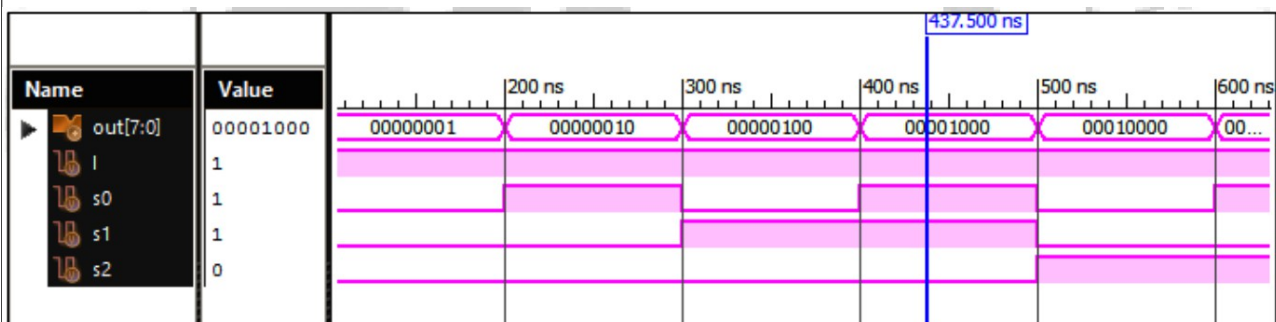 437.500 ns
Name Value 200 ns 300 ns 400 ns 500 ns 600 ns
out[7:0] 00001000 00000001 00000010 00000100 00001000 00010000 00...
I 1
s0 1
s1 1
s2 0